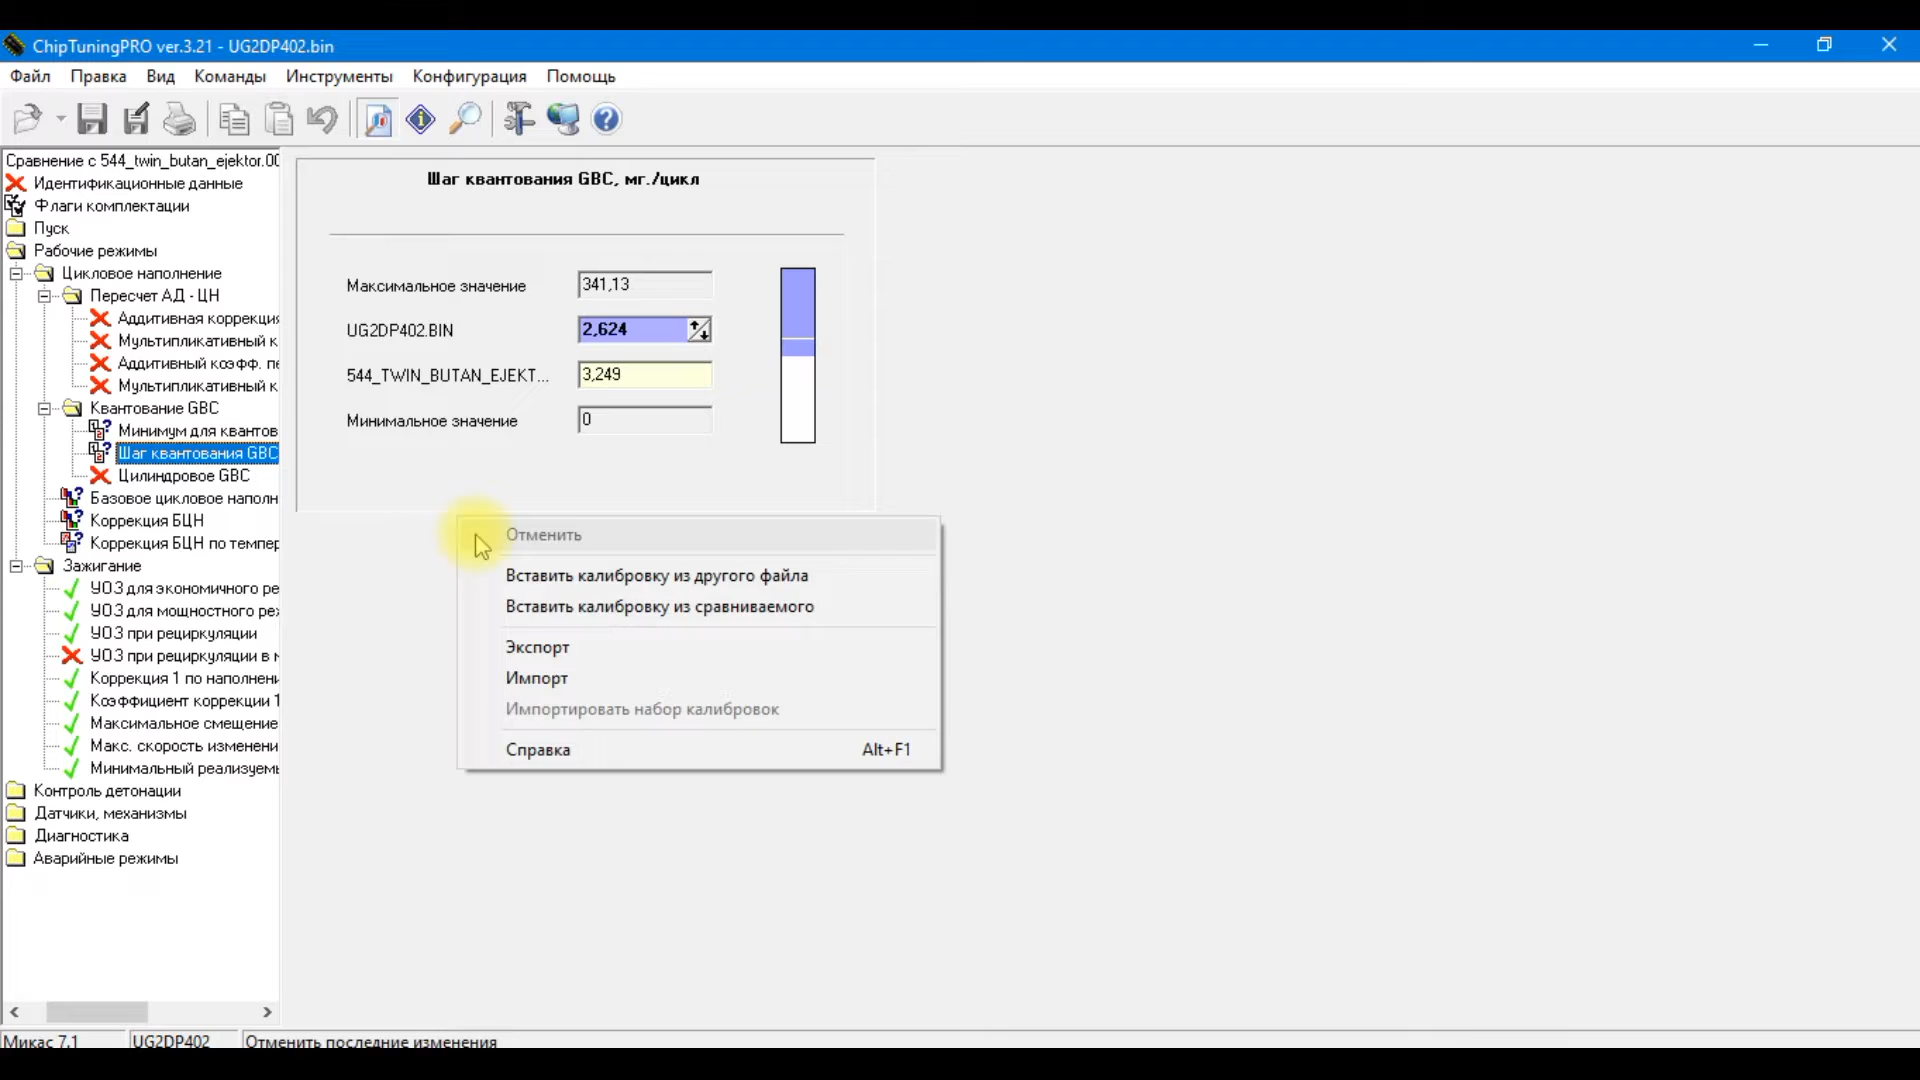 ChipTuningPRO ver.3.21 - UG2DP402.bin
Файл Правка Вид Команды Инструменты Конфигурация Помощь
Сравнение с 544_twin_butan_ejektor.00
Идентификационные данные
Флаги комплектации
Пуск
Рабочие режимы
Цикловое наполнение
Пересчет АД - ЦН
Аддитивная коррекция
Мультипликативный к
Аддитивный коэфф. пе
Мультипликативный к
Квантование GBC
Минимум для квантов
Шаг квантования GBC
Цилиндровое GBC
Базовое цикловое наполн
Коррекция БЦН
Коррекция БЦН по темпер
Зажигание
УОЗ для экономичного ре
УОЗ для мощностного реж
УОЗ при рециркуляции
УОЗ при рециркуляции в м
Коррекция 1 по наполнени
Коэффициент коррекции 1
Максимальное смещение
Макс. скорость изменени
Минимальный реализуемь
Контроль детонации
Датчики, механизмы
Диагностика
Аварийные режимы
Шаг квантования GBC, мг./цикл
Максимальное значение 341,13
UG2DP402.BIN 2,624
544_TWIN_BUTAN_EJEKT... 3,249
Минимальное значение 0
Отменить
Вставить калибровку из другого файла
Вставить калибровку из сравниваемого
Экспорт
Импорт
Импортировать набор калибровок
Справка Alt+F1
Микас 7.1 UG2DP402 Отменить последние изменения